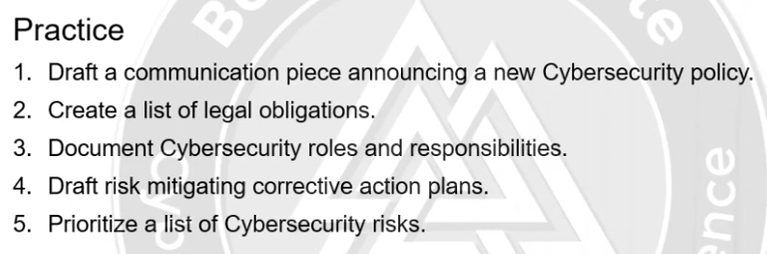 Practice
1. Draft a communication piece announcing a new Cybersecurity policy.
2. Create a list of legal obligations.
3. Document Cybersecurity roles and responsibilities.
4. Draft risk mitigating corrective action plans.
5. Prioritize a list of Cybersecurity risks.